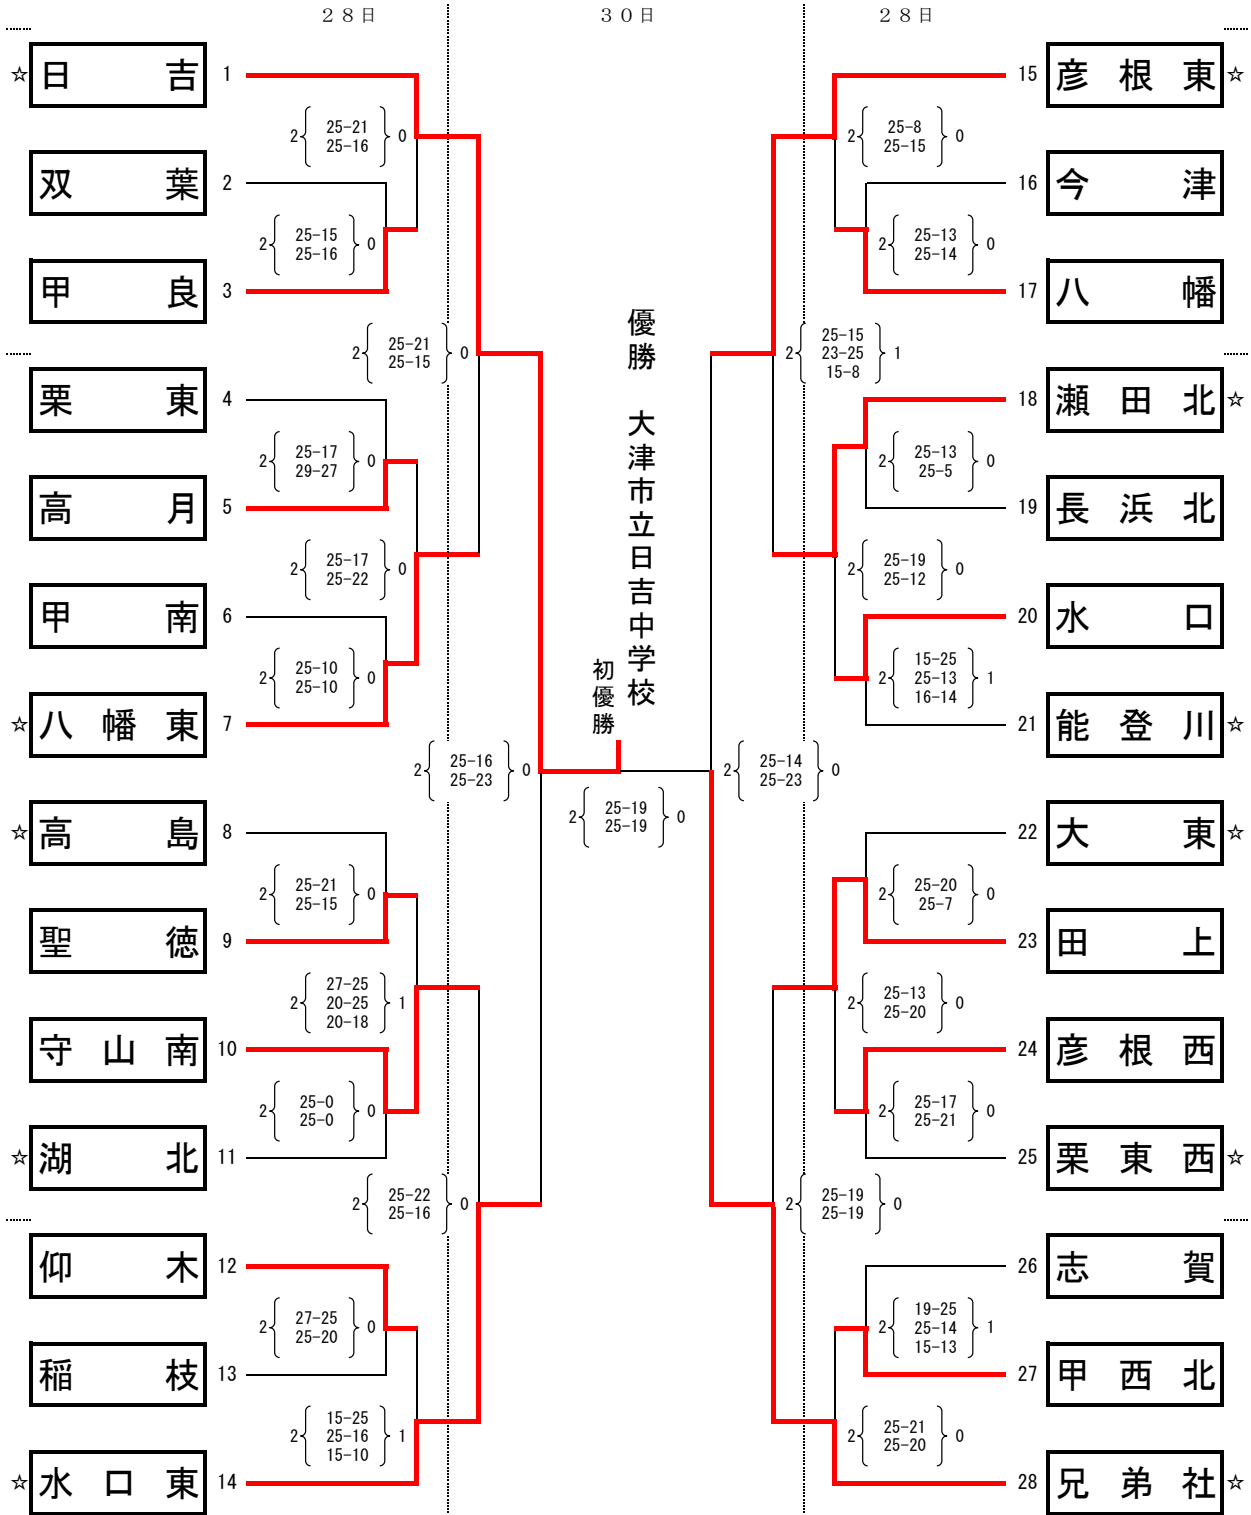 ２８日
３０日
２８日
☆ 日吉 1
2 25-21 0
25-16
双葉 2
2 25-15 0
25-16
甲良 3
2 25-21 0
25-15
栗東 4
2 25-17 0
29-27
高月 5
2 25-17 0
25-22
甲南 6
2 25-10 0
25-10
☆ 八幡東 7
2 25-16 0
25-23
☆ 高島 8
2 25-21 0
25-15
聖徳 9
2 27-25 1
20-25
20-18
守山南 10
2 25-0 0
25-0
☆ 湖北 11
2 25-22 0
25-16
仰木 12
2 27-25 0
25-20
稲枝 13
2 15-25 1
25-16
15-10
☆ 水口東 14
優勝 大津市立日吉中学校
初優勝
2 25-19 0
25-19
15 彦根東 ☆
2 25-8 0
25-15
16 今津
2 25-13 0
25-14
17 八幡
2 25-15 1
23-25
15-8
18 瀬田北 ☆
2 25-13 0
25-5
19 長浜北
2 25-19 0
25-12
20 水口
2 15-25 1
25-13
16-14
21 能登川 ☆
2 25-14 0
25-23
22 大東 ☆
2 25-20 0
25-7
23 田上
2 25-13 0
25-20
24 彦根西
2 25-17 0
25-21
25 栗東西 ☆
2 25-19 0
25-19
26 志賀
2 19-25 1
25-14
15-13
27 甲西北
2 25-21 0
25-20
28 兄弟社 ☆